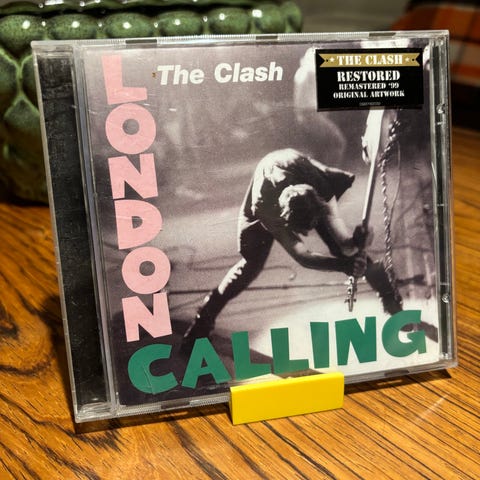 LONDON
The Clash
CALLING
THE CLASH
RESTORED
REMASTERED '99
ORIGINAL ARTWORK